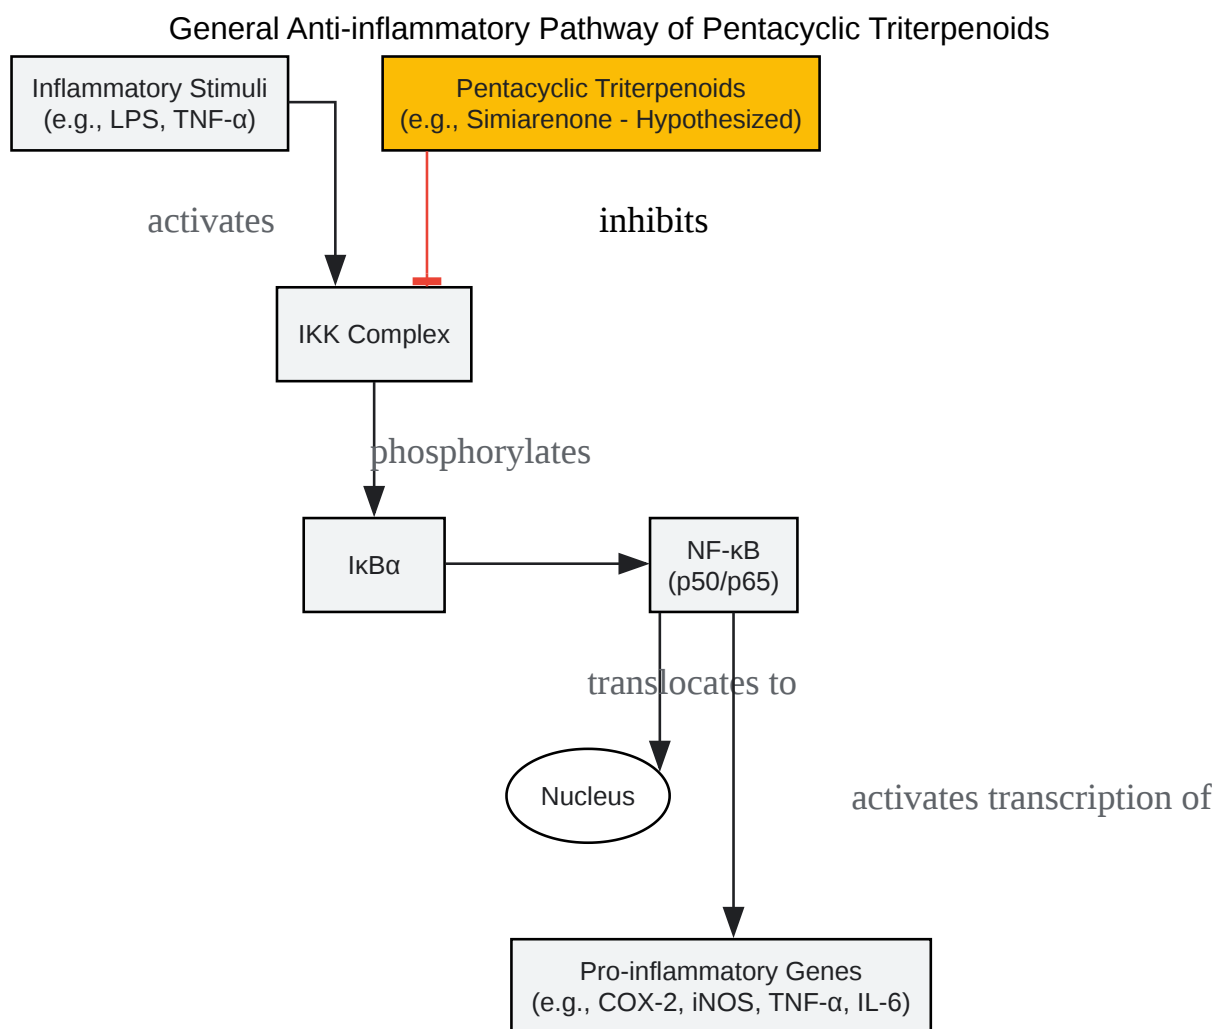 General Anti-inflammatory Pathway of Pentacyclic Triterpenoids
Inflammatory Stimuli
(e.g., LPS, TNF-α)
Pentacyclic Triterpenoids
(e.g., Simiarenone - Hypothesized)
activates
inhibits
IKK Complex
phosphorylates
IκBα
NF-κB
(p50/p65)
translocates to
Nucleus
activates transcription of
Pro-inflammatory Genes
(e.g., COX-2, iNOS, TNF-α, IL-6)